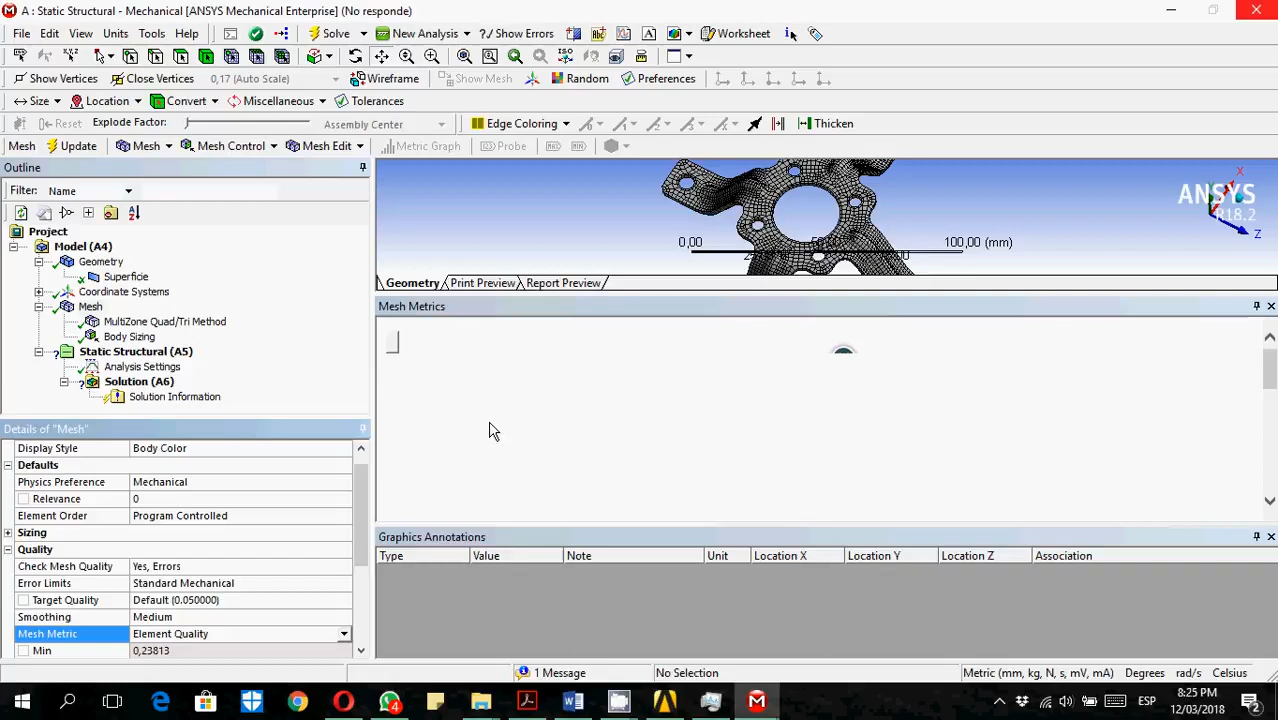 A : Static Structural - Mechanical [ANSYS Mechanical Enterprise] (No responde)
File Edit View Units Tools Help Solve New Analysis ?/ Show Errors Worksheet
Show Vertices Close Vertices 0,17 (Auto Scale) Wireframe Show Mesh Random Preferences
Size Location Convert Miscellaneous Tolerances
Reset Explode Factor: Assembly Center Edge Coloring Thicken
Mesh Update Mesh Mesh Control Mesh Edit Metric Graph Probe
Outline
Filter: Name
Project
Model (A4)
Geometry
Superficie
Coordinate Systems
Mesh
MultiZone Quad/Tri Method
Body Sizing
Static Structural (A5)
Analysis Settings
Solution (A6)
Solution Information
ANSYS
R18.2
X
Z
0,00 100,00 (mm)
Geometry Print Preview Report Preview
Mesh Metrics
Details of "Mesh"
Display Style Body Color
Defaults
Physics Preference Mechanical
Relevance 0
Element Order Program Controlled
Sizing
Quality
Check Mesh Quality Yes, Errors
Error Limits Standard Mechanical
Target Quality Default (0.050000)
Smoothing Medium
Mesh Metric Element Quality
Min 0,23813
Graphics Annotations
Type Value Note Unit Location X Location Y Location Z Association
1 Message No Selection Metric (mm, kg, N, s, mV, mA) Degrees rad/s Celsius
4 ESP 8:25 PM
12/03/2018 2